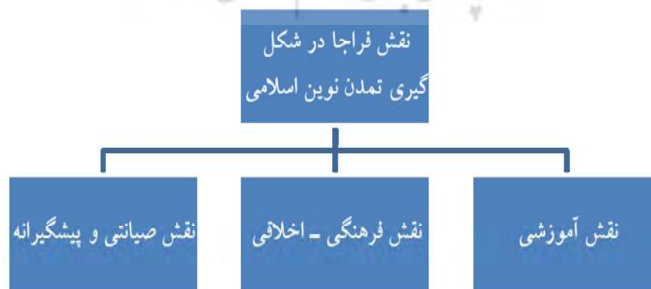 نقش فراجا در شکل
گیری تمدن نوین اسلامی
نقش آموزشی
نقش فرهنگی ـ اخلاقی
نقش صیانتی و پیشگیرانه